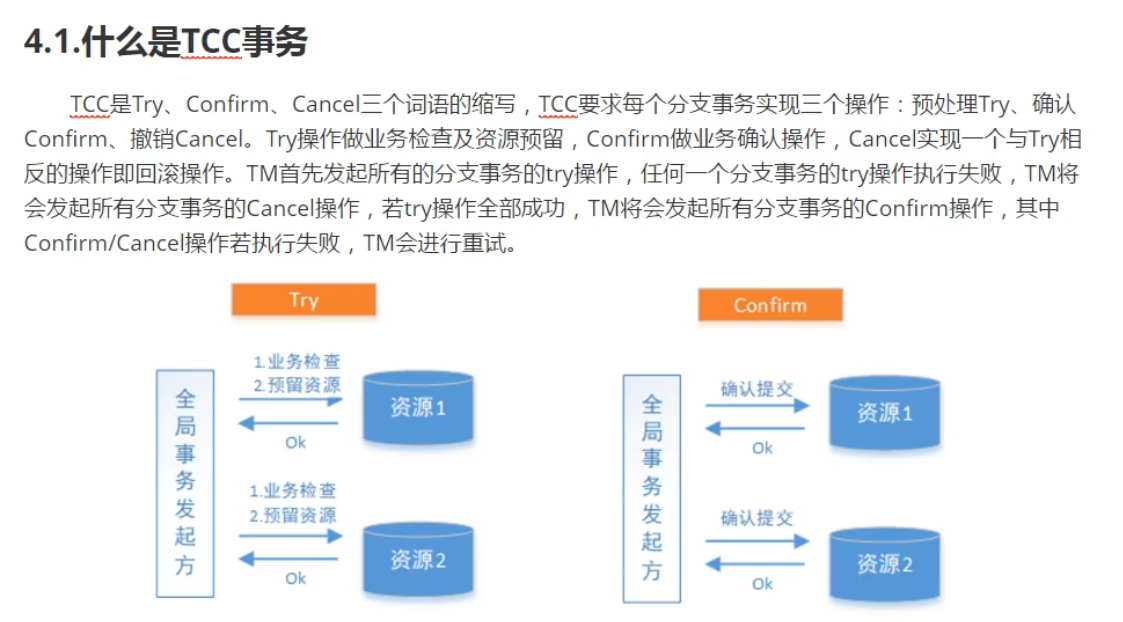 4.1.什么是TCC事务
TCC是Try、Confirm、Cancel三个词语的缩写，TCC要求每个分支事务实现三个操作：预处理Try、确认
Confirm、撤销Cancel。Try操作做业务检查及资源预留，Confirm做业务确认操作，Cancel实现一个与Try相
反的操作即回滚操作。TM首先发起所有的分支事务的try操作，任何一个分支事务的try操作执行失败，TM将
会发起所有分支事务的Cancel操作，若try操作全部成功，TM将会发起所有分支事务的Confirm操作，其中
Confirm/Cancel操作若执行失败，TM会进行重试。
Try
全局事务发起方
1.业务检查
2.预留资源
Ok
资源1
1.业务检查
2.预留资源
Ok
资源2
Confirm
全局事务发起方
确认提交
Ok
资源1
确认提交
Ok
资源2